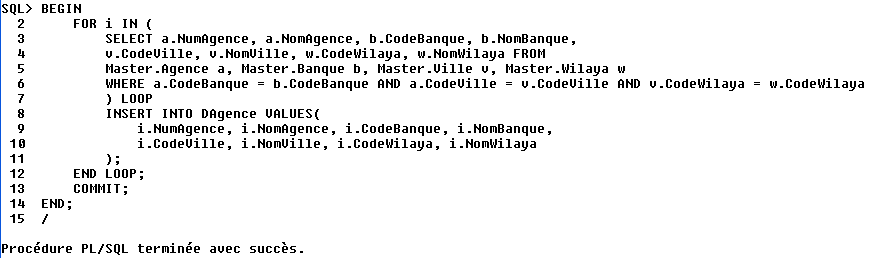 SQL> BEGIN
  2      FOR i IN (
  3          SELECT a.NumAgence, a.NomAgence, b.CodeBanque, b.NomBanque,
  4          v.CodeVille, v.NomVille, w.CodeWilaya, w.NomWilaya FROM
  5          Master.Agence a, Master.Banque b, Master.Ville v, Master.Wilaya w
  6          WHERE a.CodeBanque = b.CodeBanque AND a.CodeVille = v.CodeVille AND v.CodeWilaya = w.CodeWilaya
  7          ) LOOP
  8          INSERT INTO DAgence VALUES(
  9              i.NumAgence, i.NomAgence, i.CodeBanque, i.NomBanque,
 10              i.CodeVille, i.NomVille, i.CodeWilaya, i.NomWilaya
 11          );
 12      END LOOP;
 13      COMMIT;
 14  END;
 15  /
Procédure PL/SQL terminée avec succès.